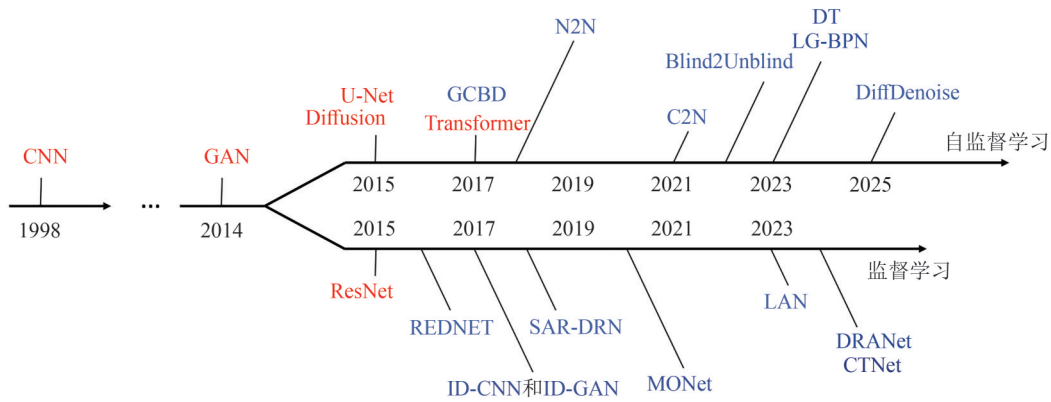 N2N
DT
LG-BPN
Blind2Unblind
U-Net
Diffusion
GCBD
Transformer
DiffDenoise
C2N
CNN
GAN
自监督学习
2015 2017 2019 2021 2023 2025
...
1998
2014
2015 2017 2019 2021 2023
监督学习
ResNet
LAN
REDNET
SAR-DRN
DRANet
CTNet
ID-CNN和ID-GAN
MONet